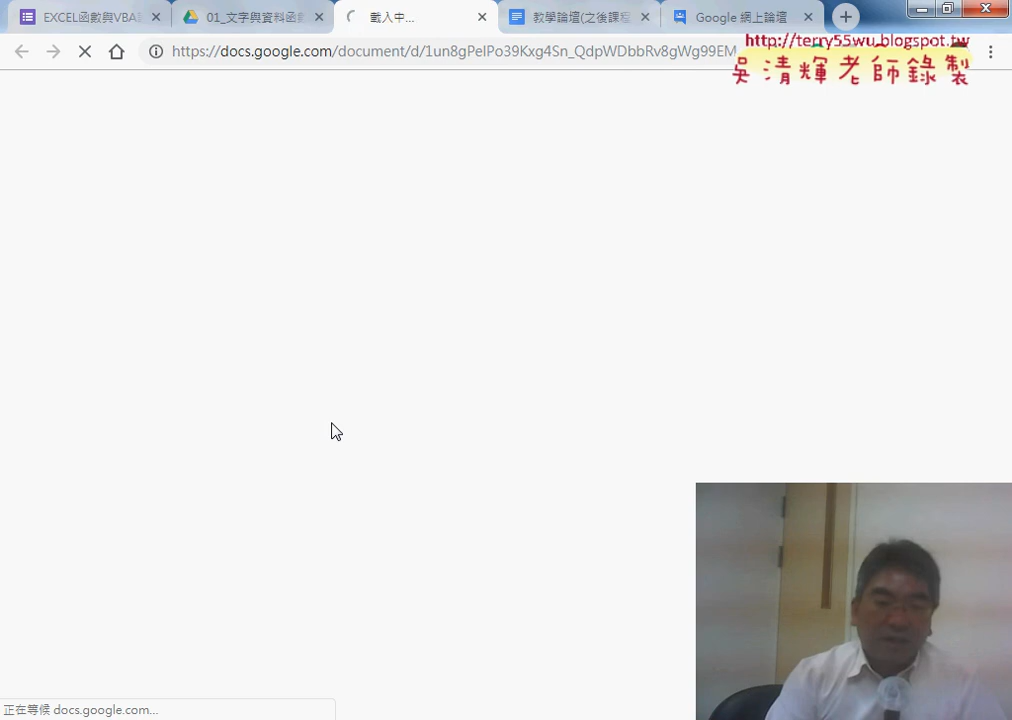 EXCEL函數與VBA
01_文字與資料函
載入中...
教學論壇(之後課程
Google 網上論壇
https://docs.google.com/document/d/1un8gPelPo39Kxg4Sn_QdpWDbbRv8gWg99EM
http://terry55wu.blogspot.tw
吳清輝老師錄製
正在等候 docs.google.com...